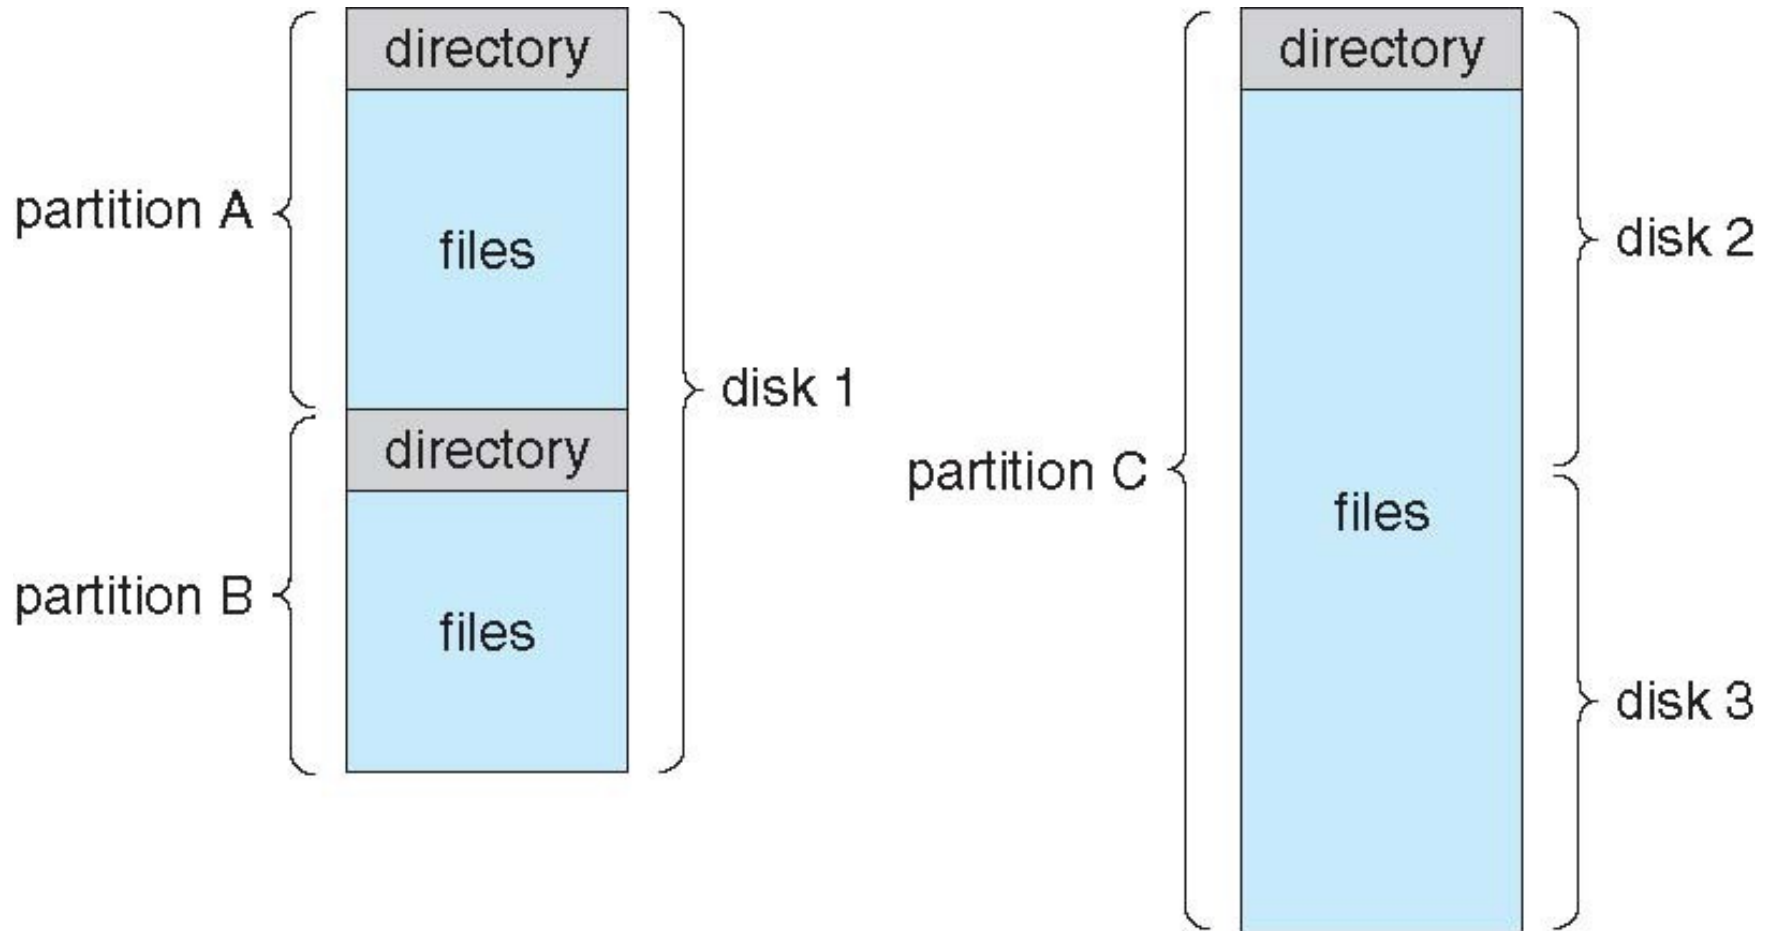 directory
partition A
files
disk 1
directory
partition B
files
directory
disk 2
partition C
files
disk 3